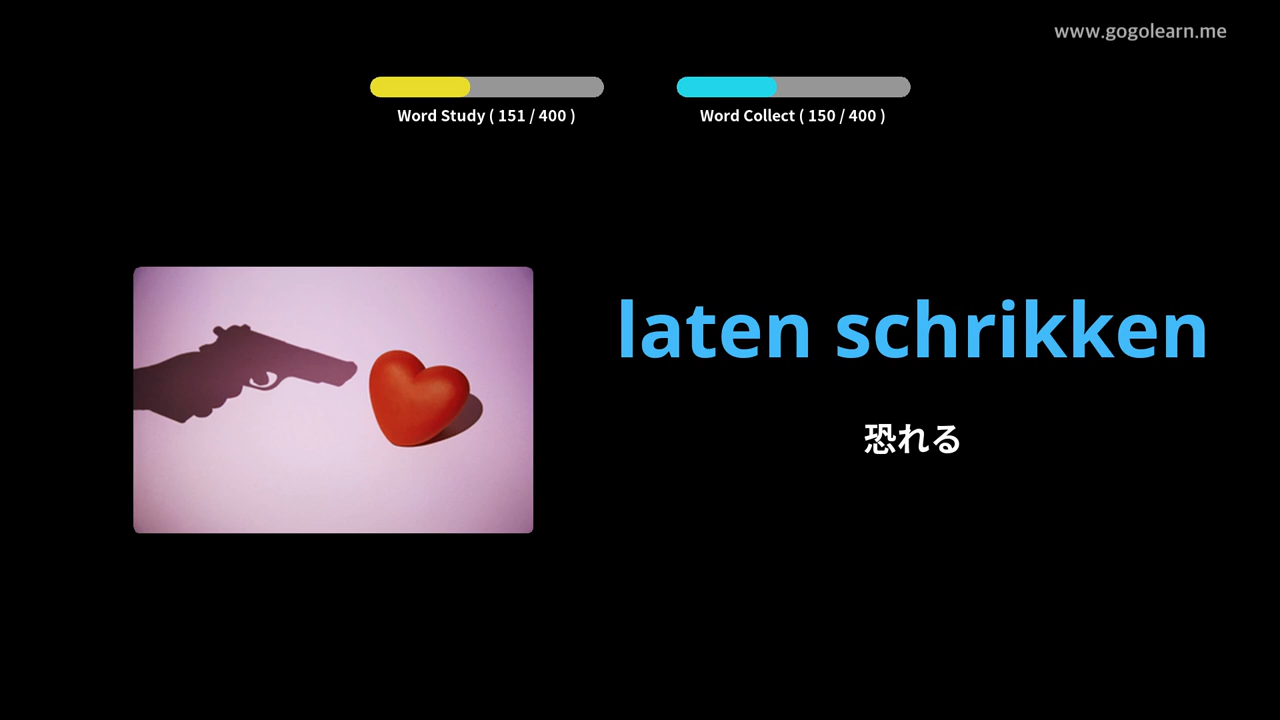 www.gogolearn.me
Word Study ( 151 / 400 )
Word Collect ( 150 / 400 )
laten schrikken
恐れる